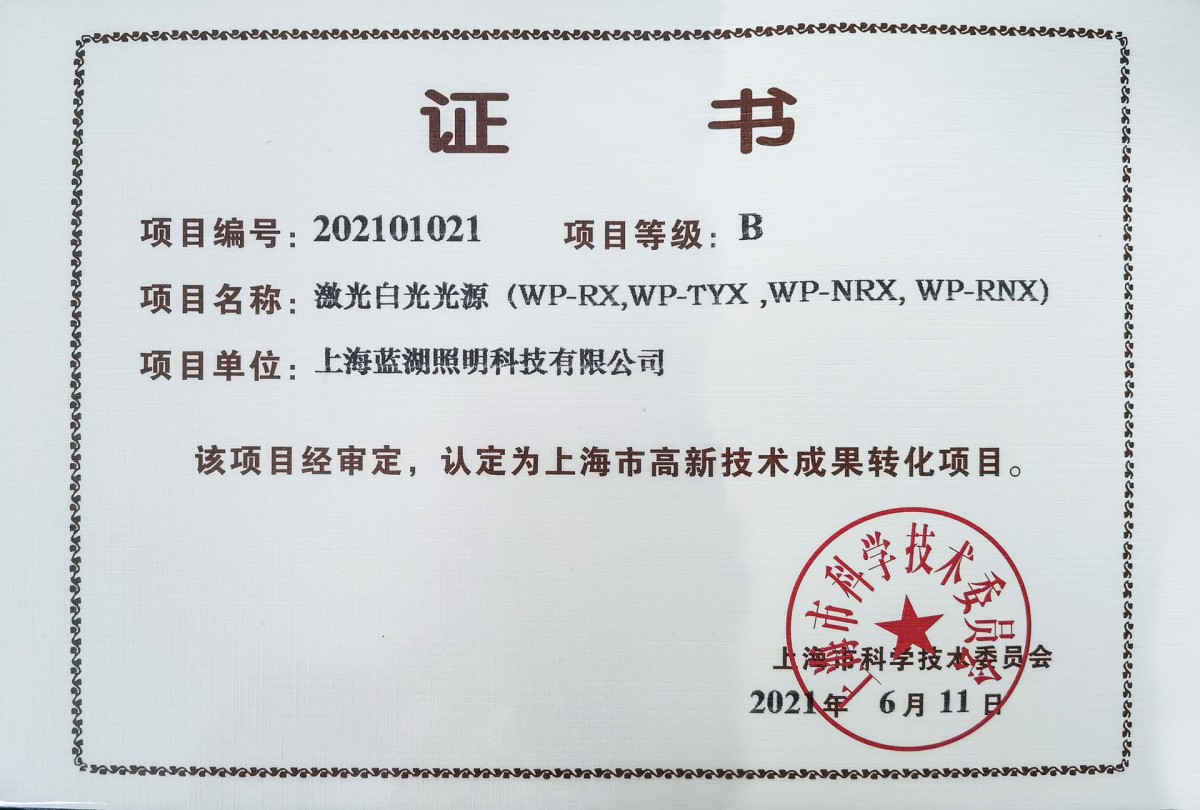 证 书
项目编号：202101021 项目等级：B
项目名称：激光白光光源（WP-RX,WP-TYX ,WP-NRX, WP-RNX）
项目单位：上海蓝湖照明科技有限公司
该项目经审定，认定为上海市高新技术成果转化项目。
上海市科学技术委员会
上海市科学技术委员会
2021年 6月 11日